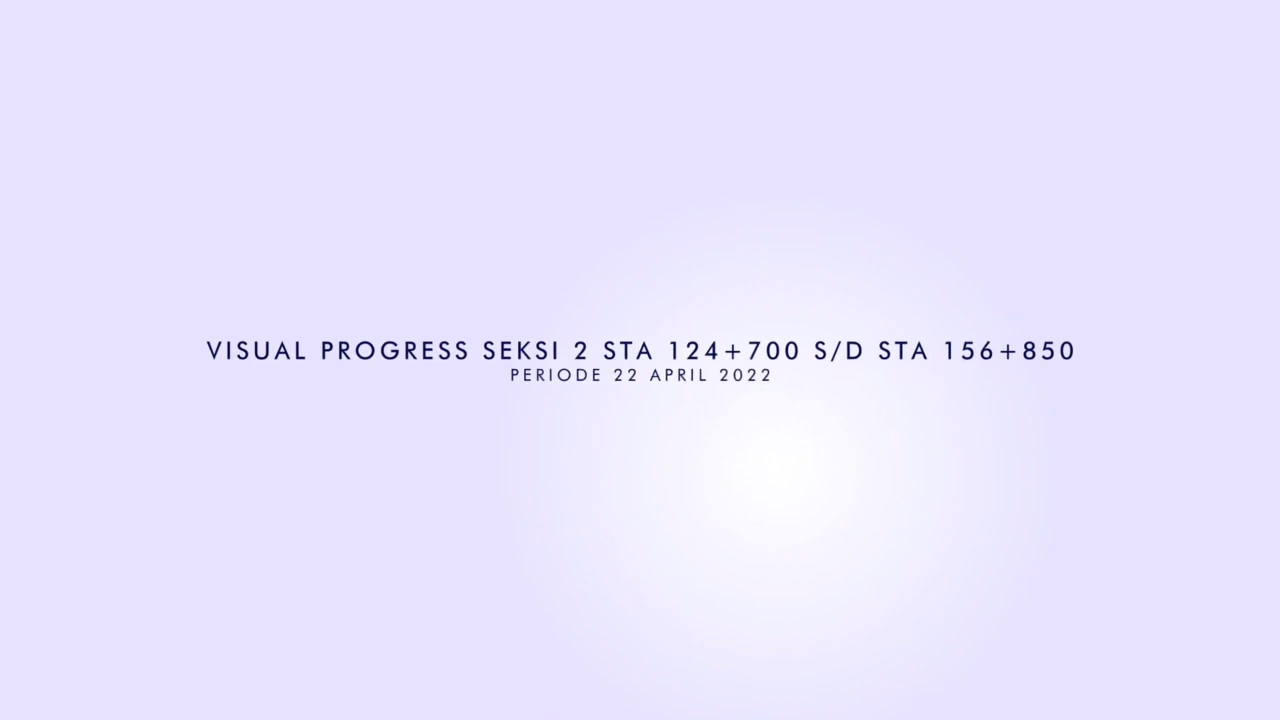 VISUAL PROGRESS SEKSI 2 STA 124+700 S/D STA 156+850
PERIODE 22 APRIL 2022